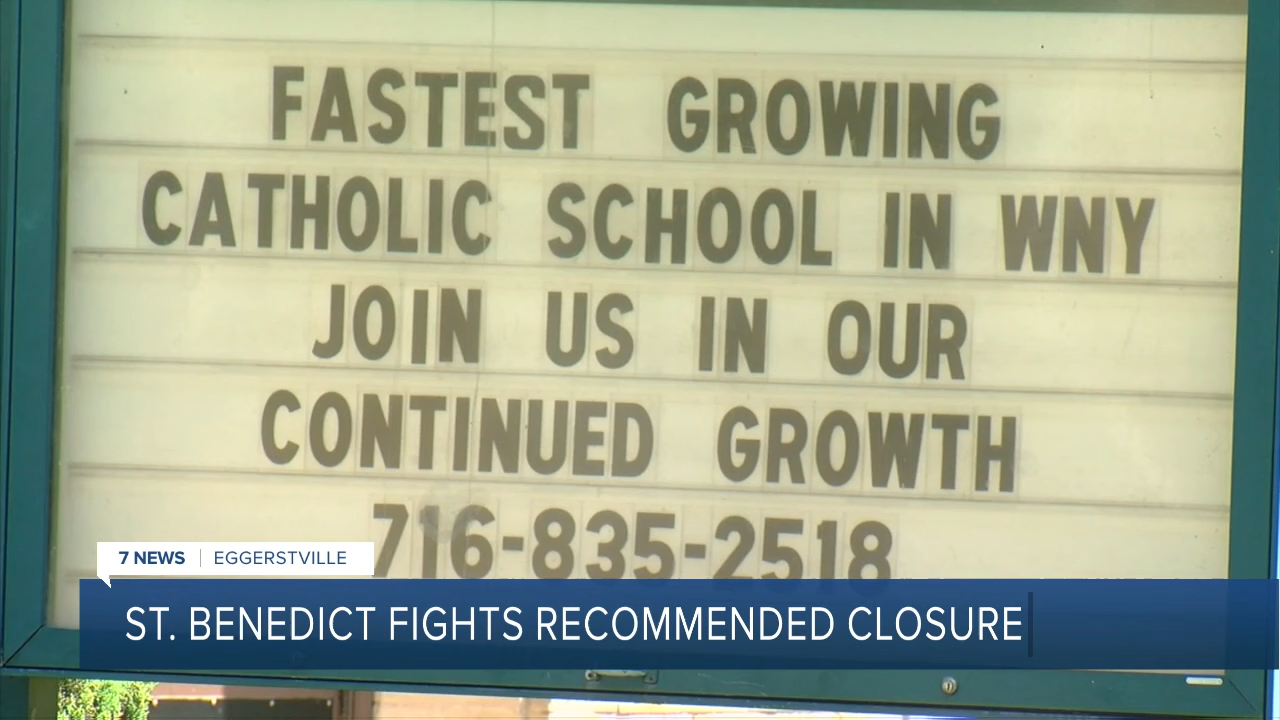 FASTEST GROWING
CATHOLIC SCHOOL IN WNY
JOIN US IN OUR
CONTINUED GROWTH
716-835-2518
7 NEWS | EGGERSTVILLE
ST. BENEDICT FIGHTS RECOMMENDED CLOSURE